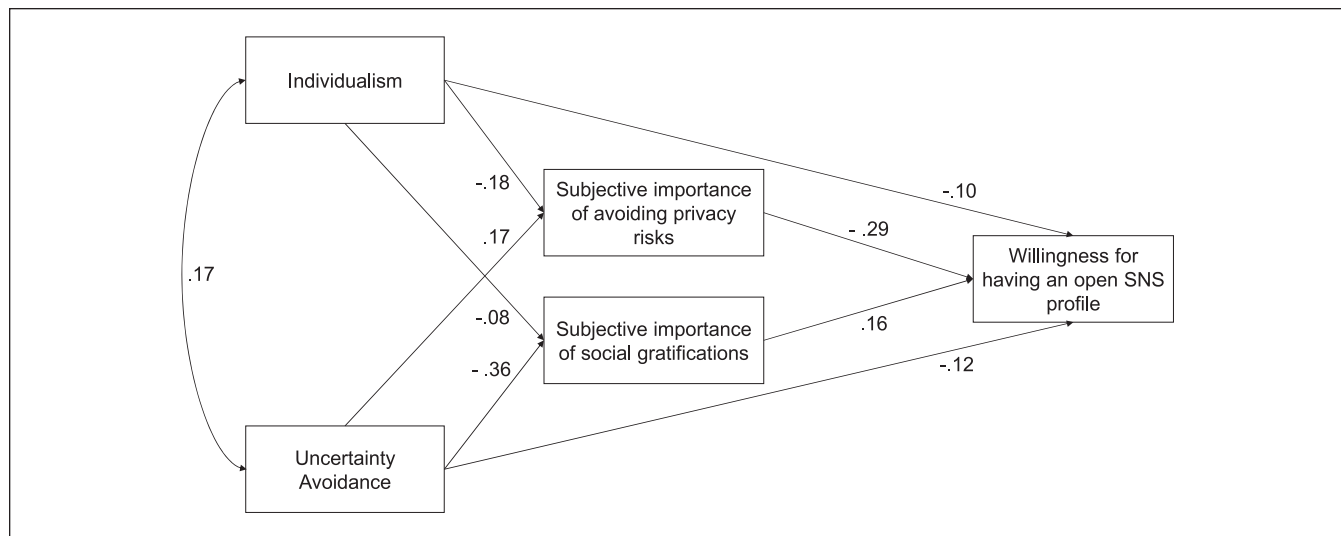 Individualism
-.18
-.10
Subjective importance
of avoiding privacy
risks
.17
- .29
Willingness for
having an open SNS
profile
.17
-.08
Subjective importance
of social gratifications
.16
- .36
-.12
Uncertainty
Avoidance